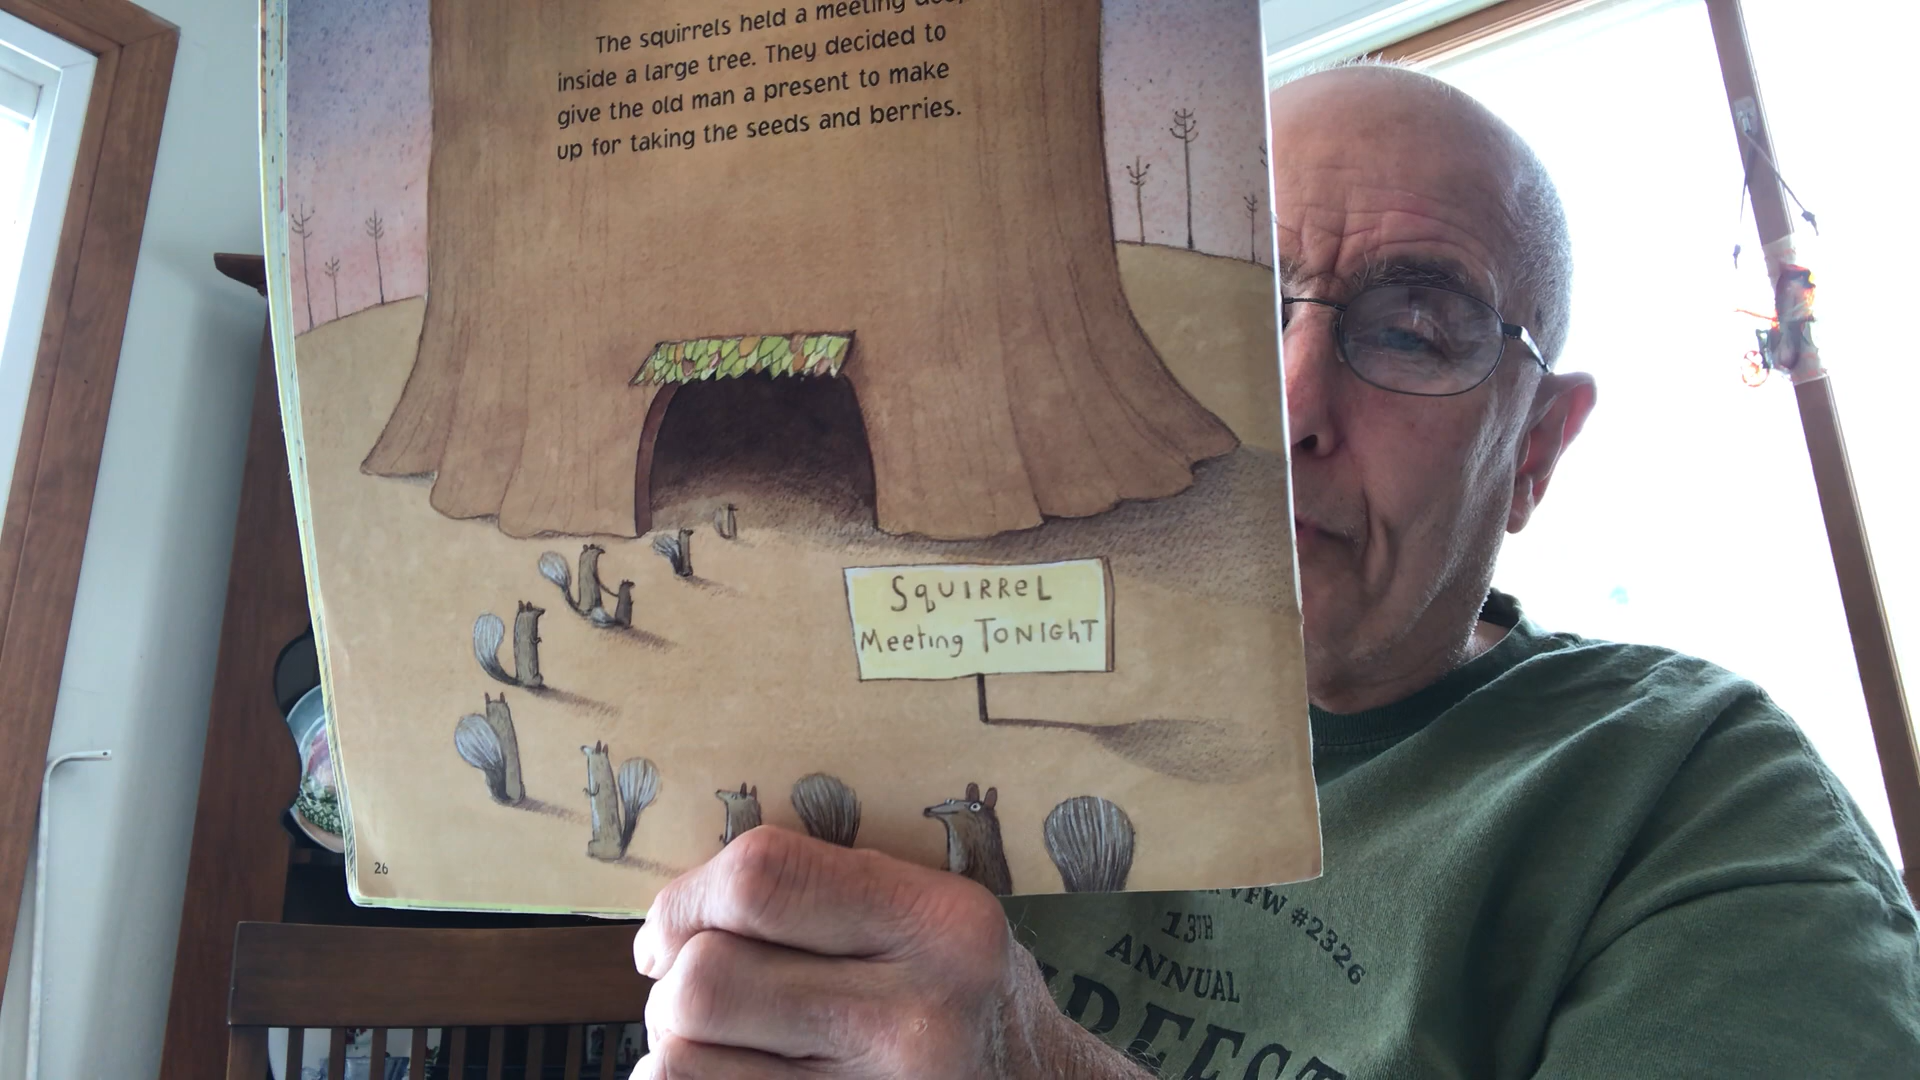 The squirrels held a meeting
inside a large tree. They decided to
give the old man a present to make
up for taking the seeds and berries.
SquiRReL
Meeting ToNIGhT
26
VFW #2326
13TH
ANNUAL